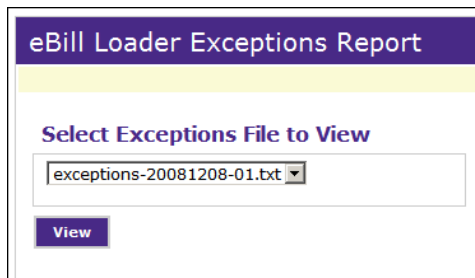 eBill Loader Exceptions Report
Select Exceptions File to View
exceptions-20081208-01.txt
View